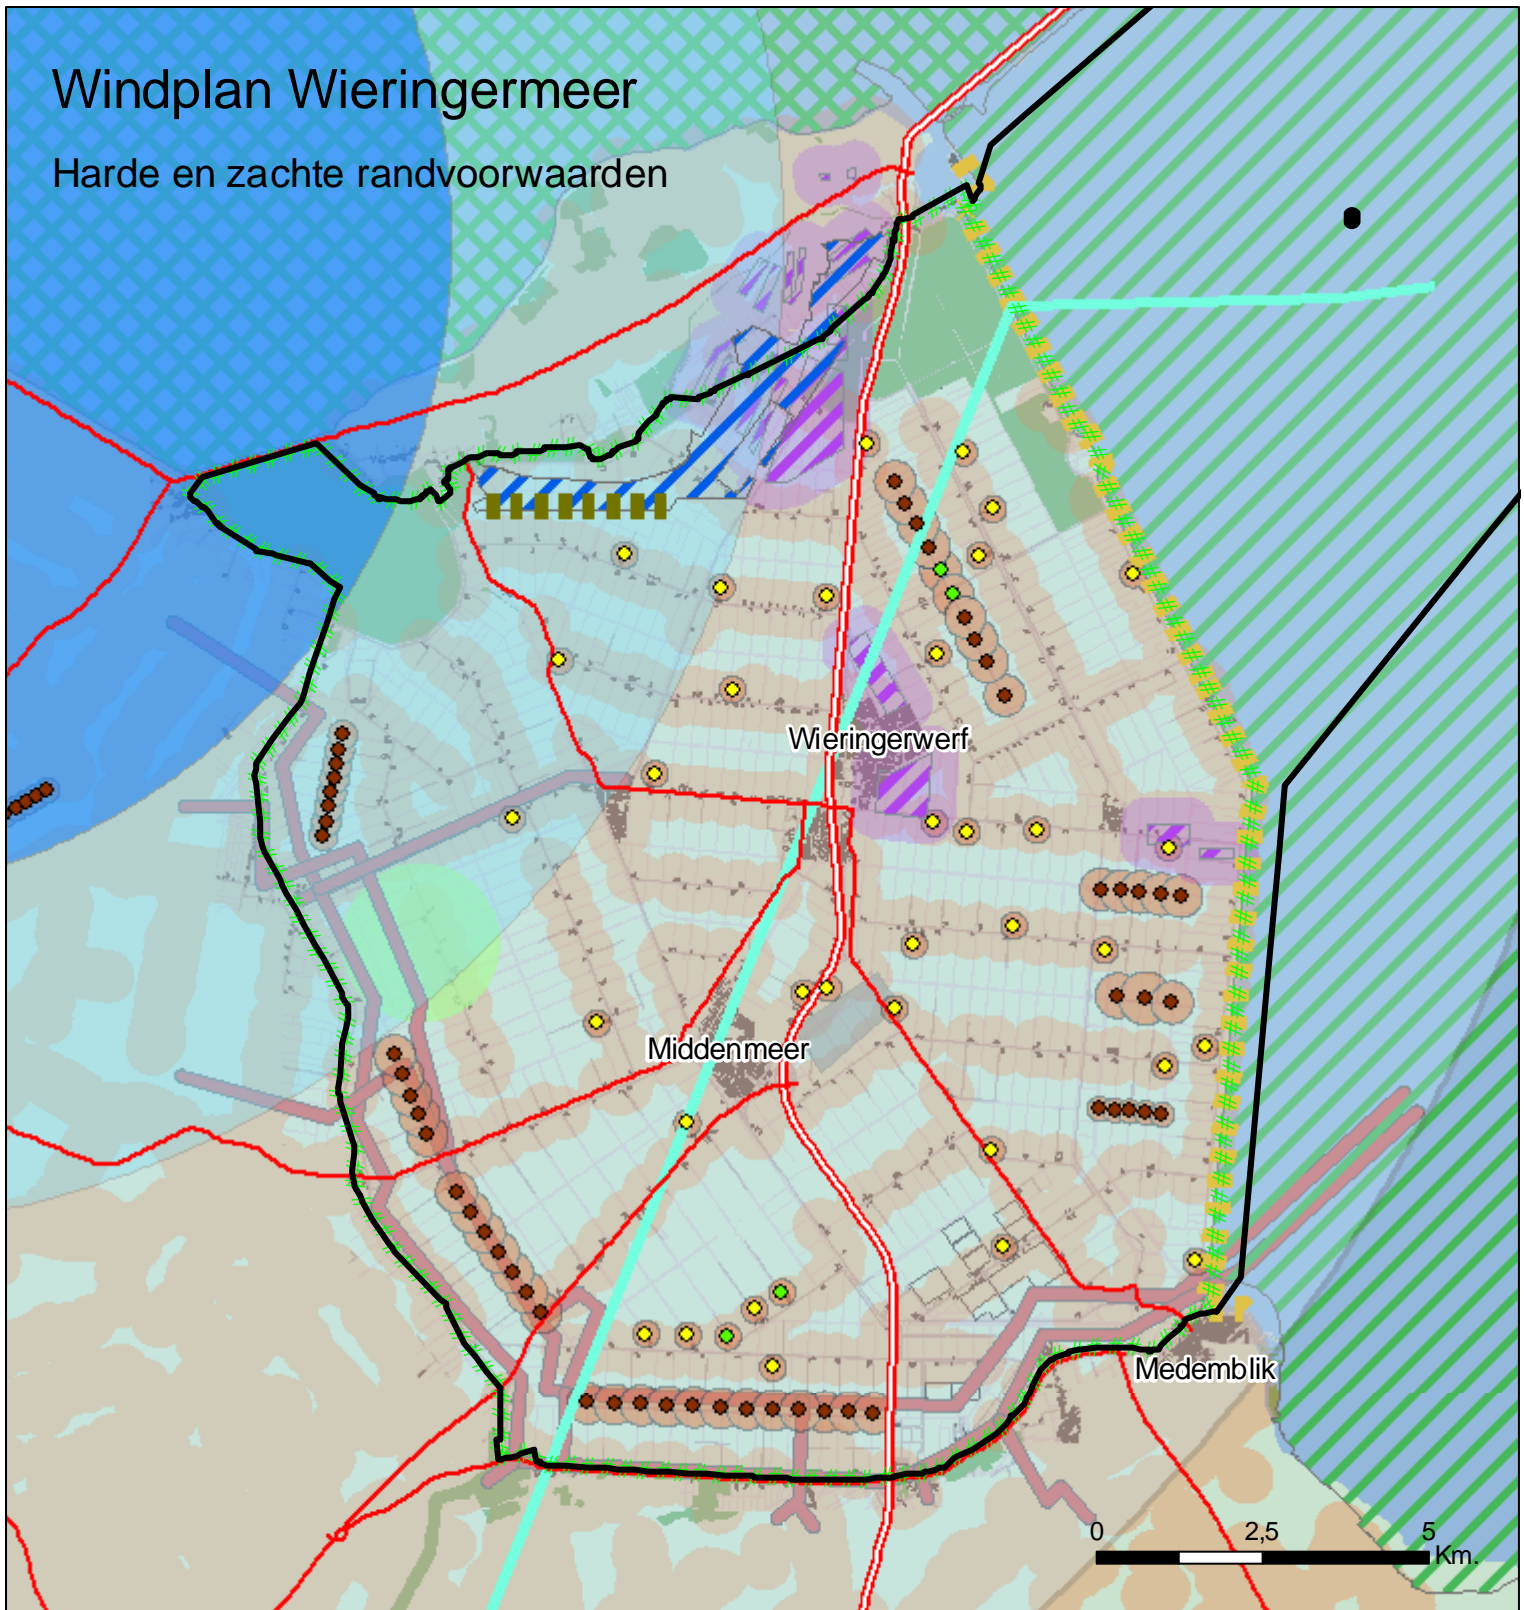 Windplan Wieringermeer
Harde en zachte randvoorwaarden
Wieringerwerf
Middenmeer
Medemblik
0 2,5 5
Km.